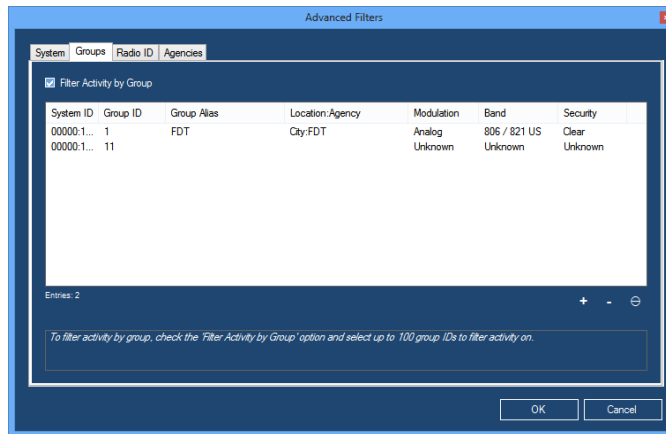 Advanced Filters
System Groups Radio ID Agencies
Filter Activity by Group
System ID Group ID Group Alias Location:Agency Modulation Band Security
00000:1... 1 FDT City:FDT Analog 806 / 821 US Clear
00000:1... 11 Unknown Unknown Unknown
Entries: 2
+ -
To filter activity by group, check the 'Filter Activity by Group' option and select up to 100 group IDs to filter activity on.
OK Cancel